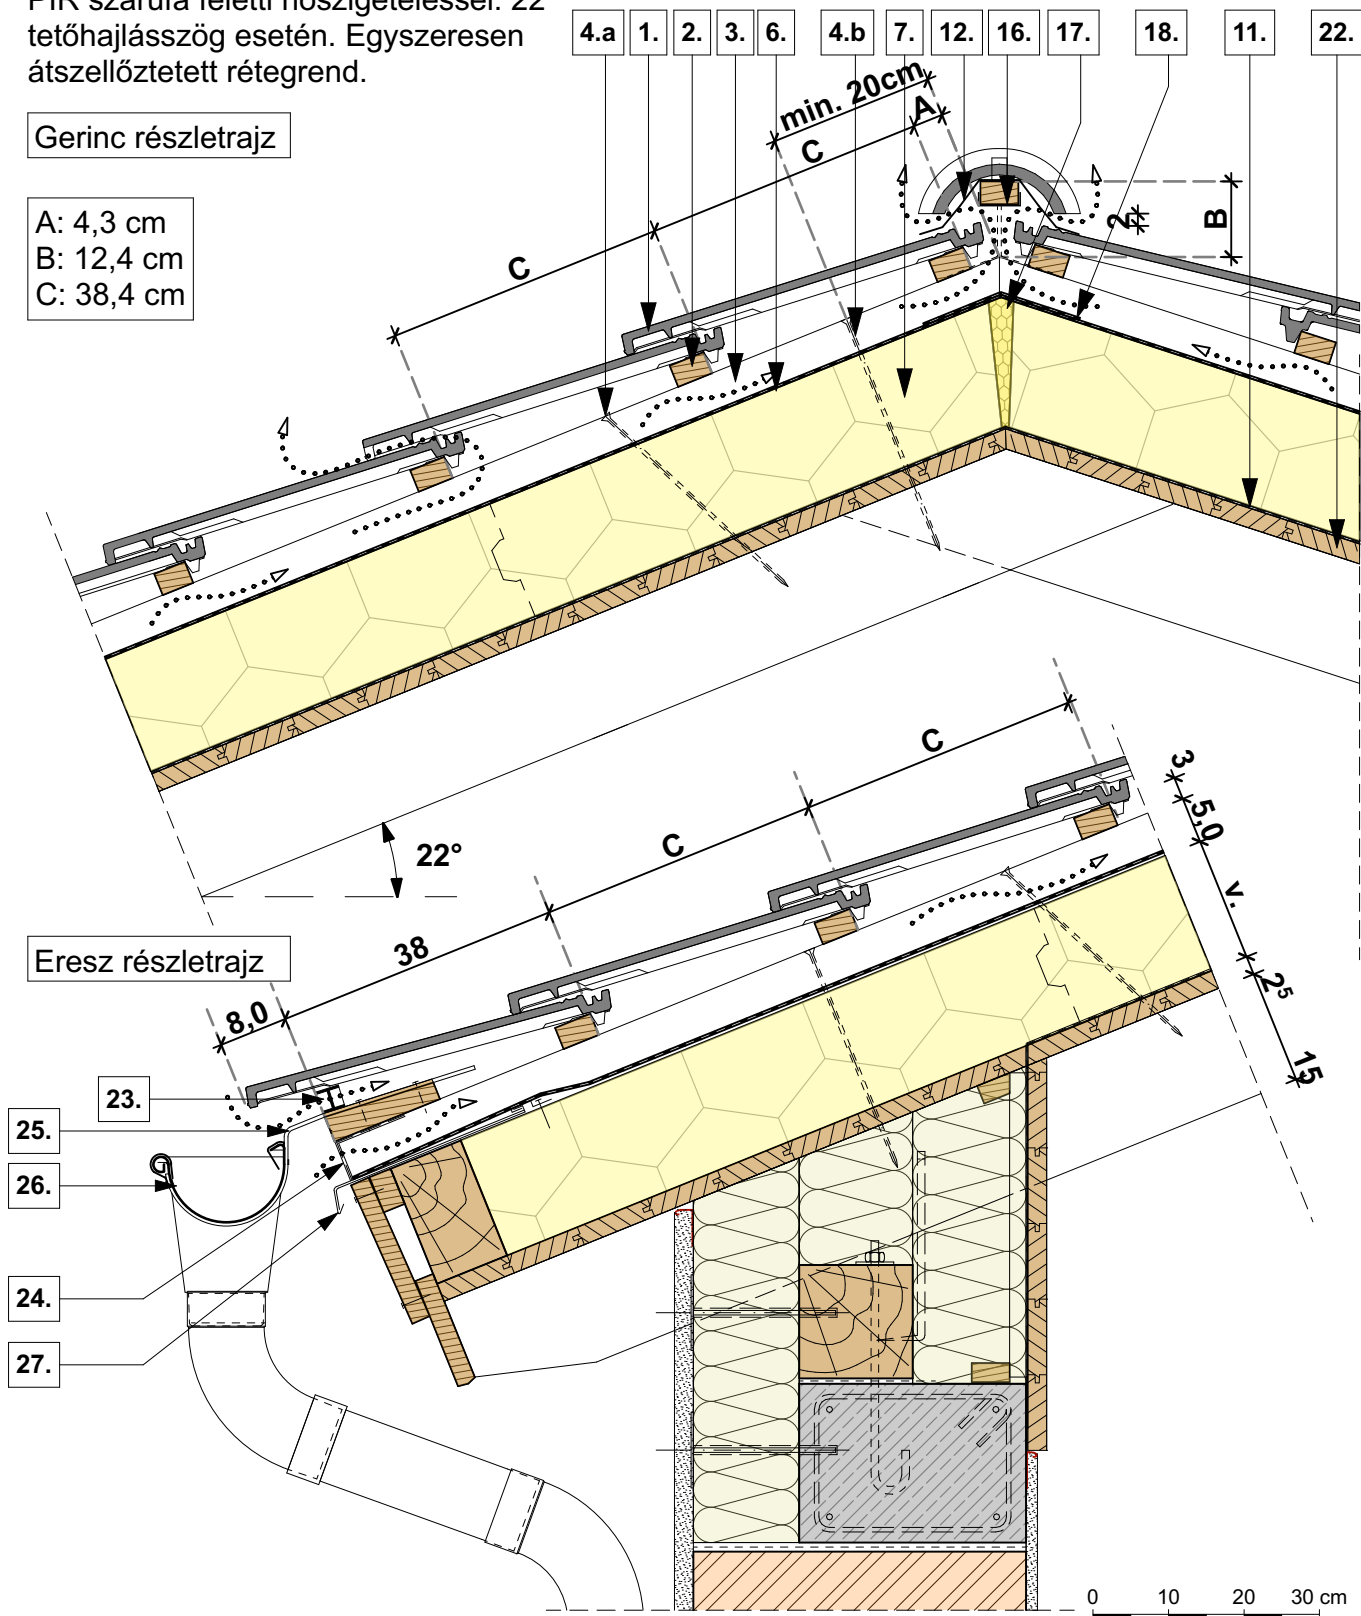 PIR szarufa feletti hőszigeteléssel. 22
tetőhajlásszög esetén. Egyszeresen
átszellőztetett rétegrend.
4.a 1. 2. 3. 6. 4.b 7. 12. 16. 17. 18. 11. 22.
Gerinc részletrajz
A: 4,3 cm
B: 12,4 cm
C: 38,4 cm
min. 20cm
A
C
C
2
B
22°
C
C
38
8,0
3
5,0
v.
2⁵
15
Eresz részletrajz
23.
25.
26.
24.
27.
0 10 20 30 cm